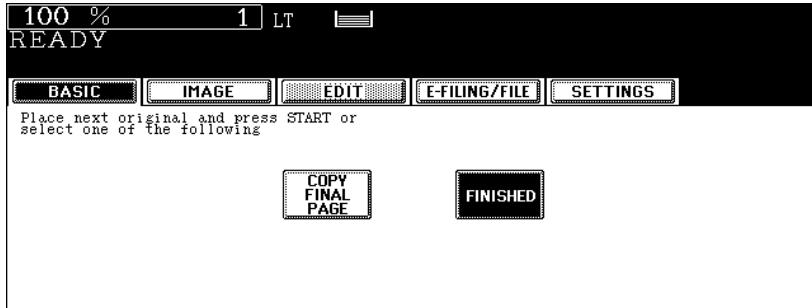 100 % 1 LT
READY
BASIC IMAGE EDIT E-FILING/FILE SETTINGS
Place next original and press START or
select one of the following
COPY
FINAL
PAGE
FINISHED